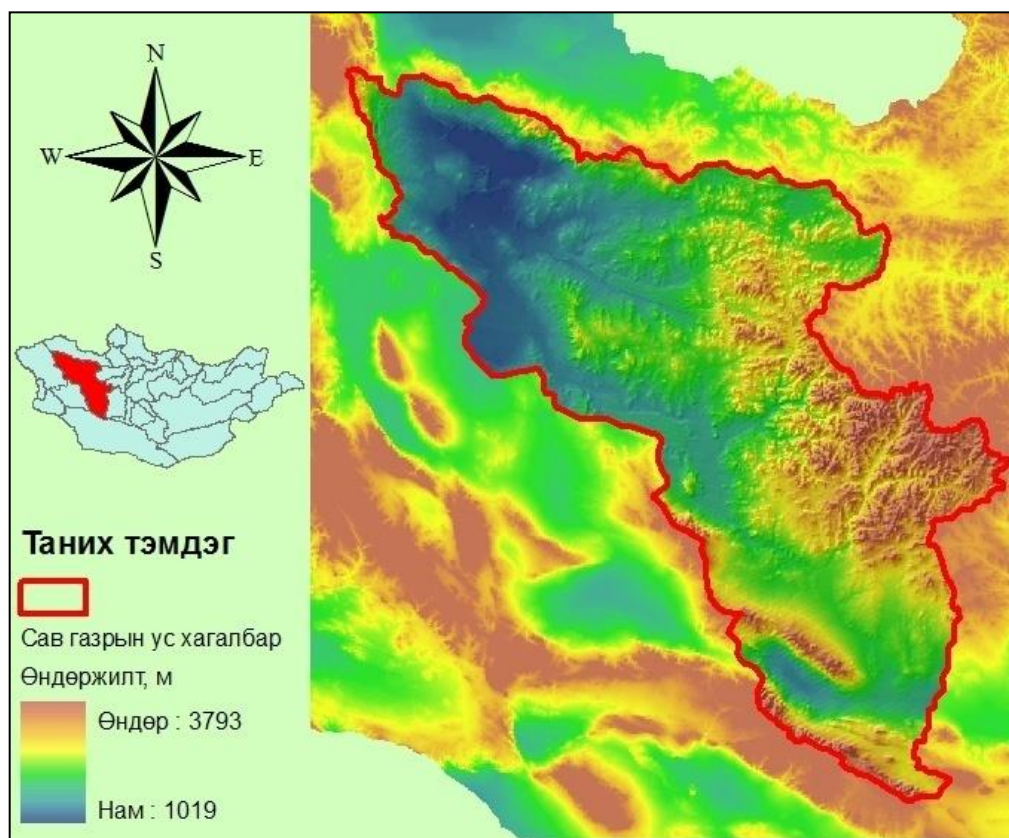 N
W E
S
Таних тэмдэг
Сав газрын ус хагалбар
Өндөржилт, м
Өндөр : 3793
Нам : 1019